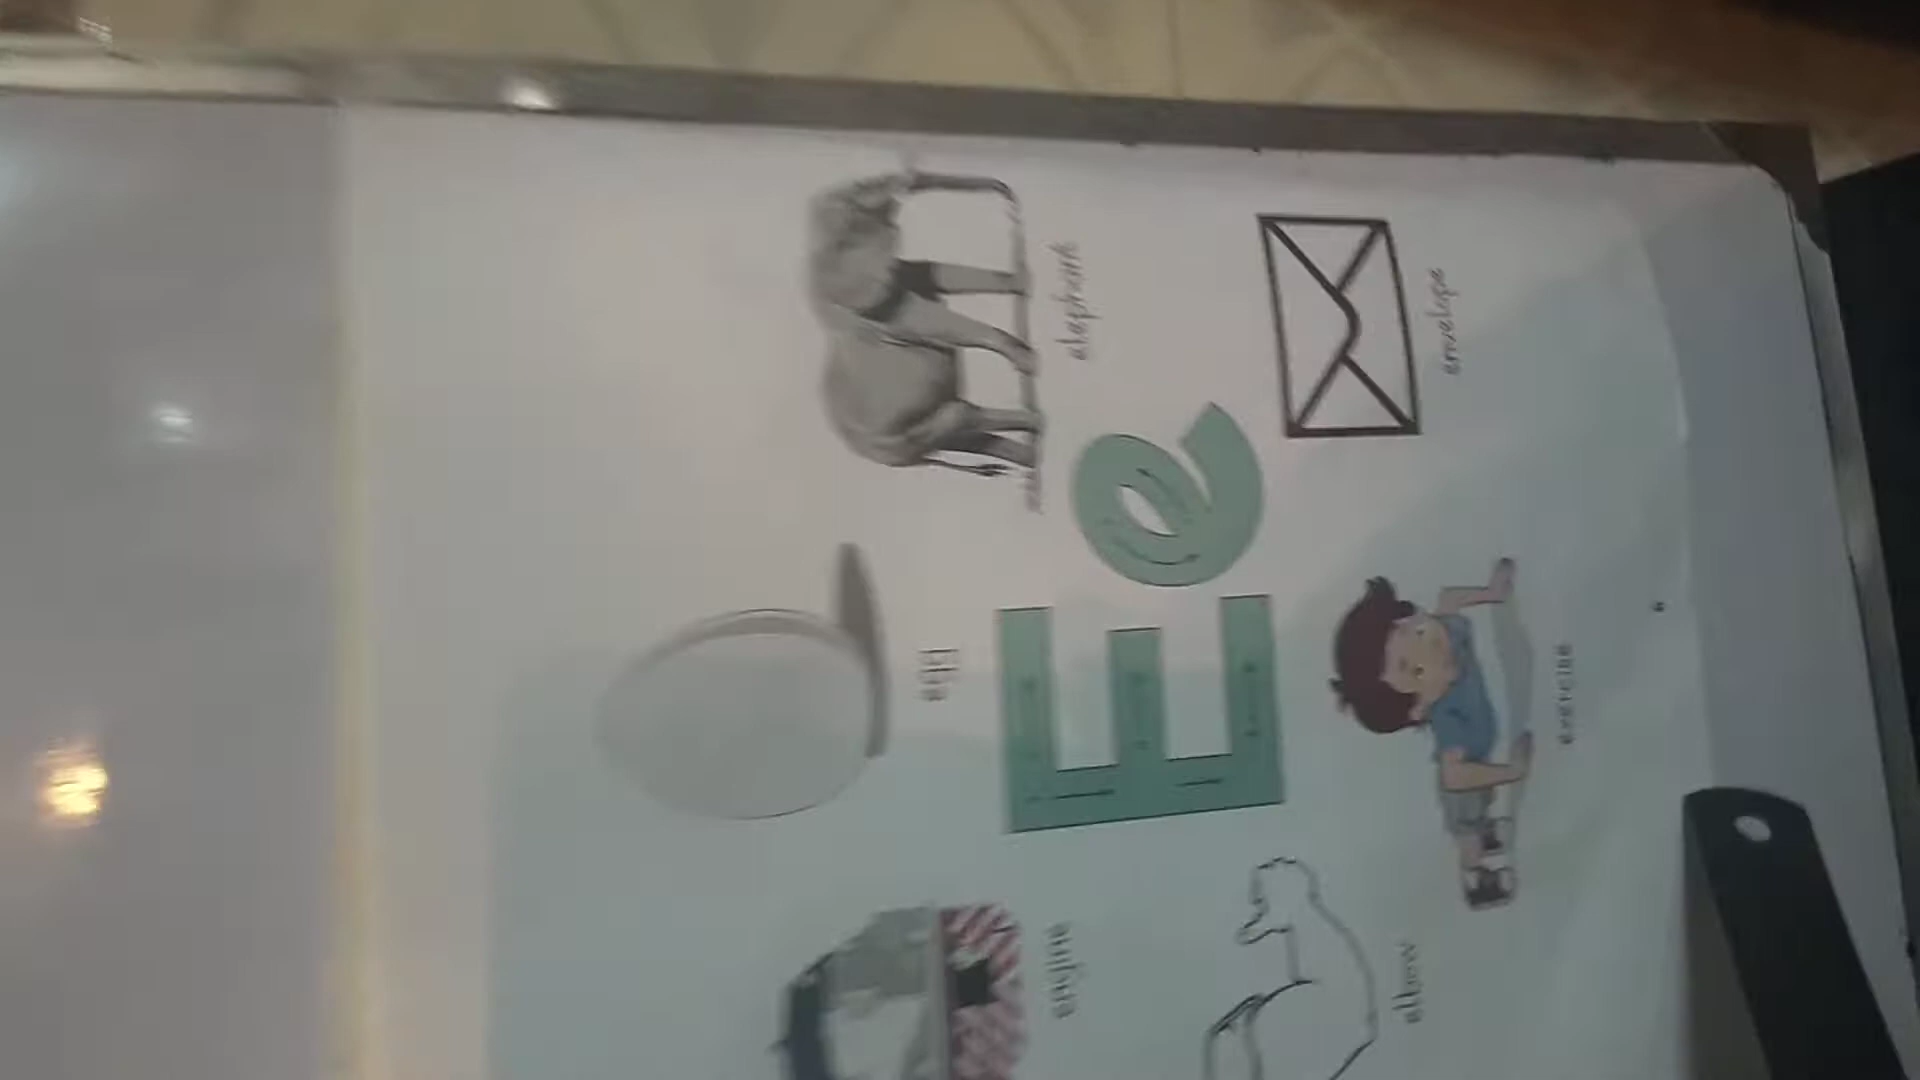 elephant
envelope
Ee
egg
exercise
engine
elbow